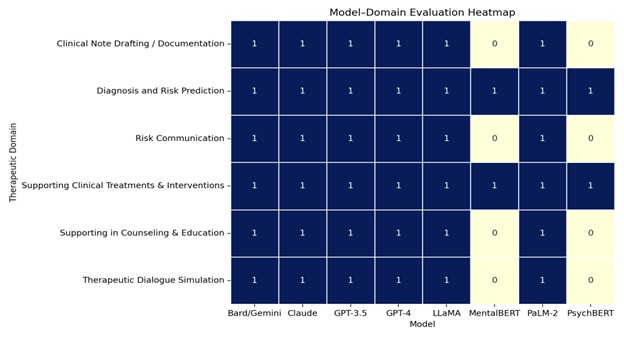 Model–Domain Evaluation Heatmap
Therapeutic Domain
Clinical Note Drafting / Documentation 1 1 1 1 1 0 1 0
Diagnosis and Risk Prediction 1 1 1 1 1 1 1 1
Risk Communication 1 1 1 1 1 0 1 0
Supporting Clinical Treatments & Interventions 1 1 1 1 1 1 1 1
Supporting in Counseling & Education 1 1 1 1 1 0 1 0
Therapeutic Dialogue Simulation 1 1 1 1 1 0 1 0
Bard/Gemini Claude GPT-3.5 GPT-4 LLaMA MentalBERT PaLM-2 PsychBERT
Model